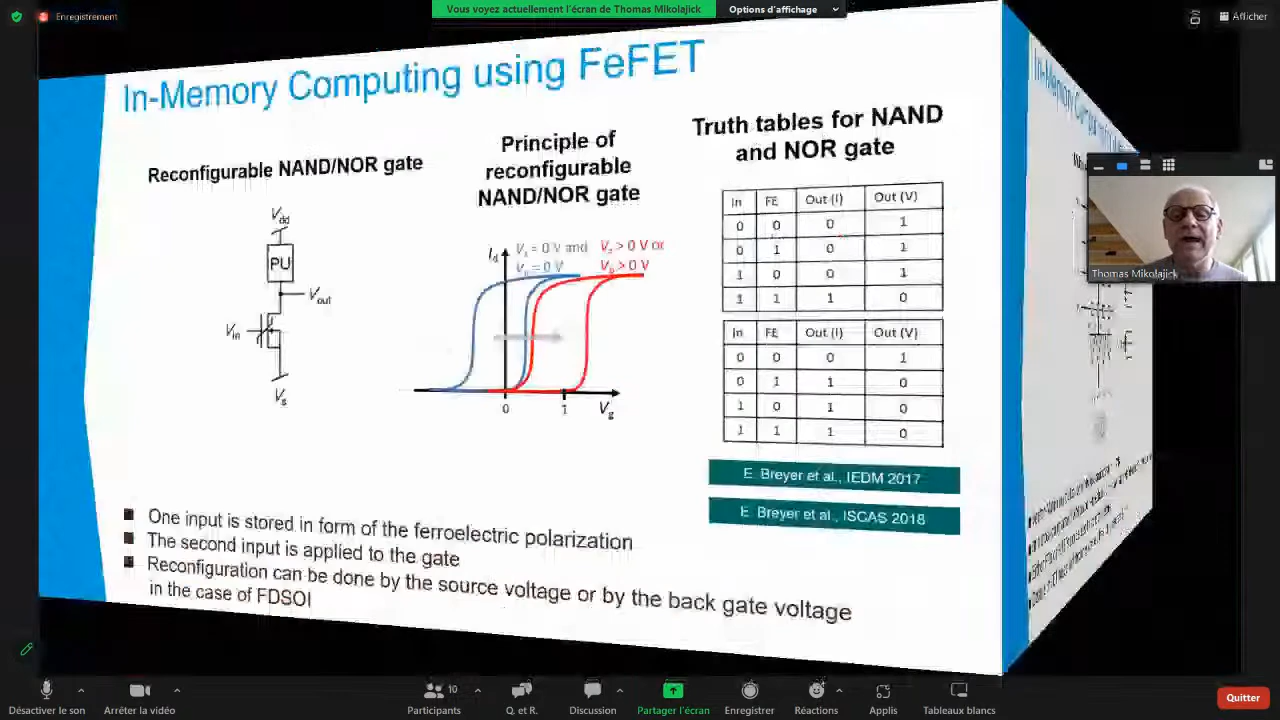 Enregistrement
Vous voyez actuellement l'écran de Thomas Mikolajick
Options d'affichage
Afficher
In-Memory Computing using FeFET
Reconfigurable NAND/NOR gate
Vdd
PU
Vout
Vin
Vs
Principle of
reconfigurable
NAND/NOR gate
Id
Vs = 0 V and
Vb = 0 V
Vs > 0 V or
Vb > 0 V
0
1
Vg
Truth tables for NAND
and NOR gate
In FE Out (I) Out (V)
0 0 0 1
0 1 0 1
1 0 0 1
1 1 1 0
In FE Out (I) Out (V)
0 0 0 1
0 1 1 0
1 0 1 0
1 1 1 0
E. Breyer et al., IEDM 2017
E. Breyer et al., ISCAS 2018
One input is stored in form of the ferroelectric polarization
The second input is applied to the gate
Reconfiguration can be done by the source voltage or by the back gate voltage
in the case of FDSOI
In-Memory
Thomas Mikolajick
Désactiver le son
Arrêter la vidéo
10
Participants
Q. et R.
Discussion
Partager l'écran
Enregistrer
Réactions
Applis
Tableaux blancs
Quitter